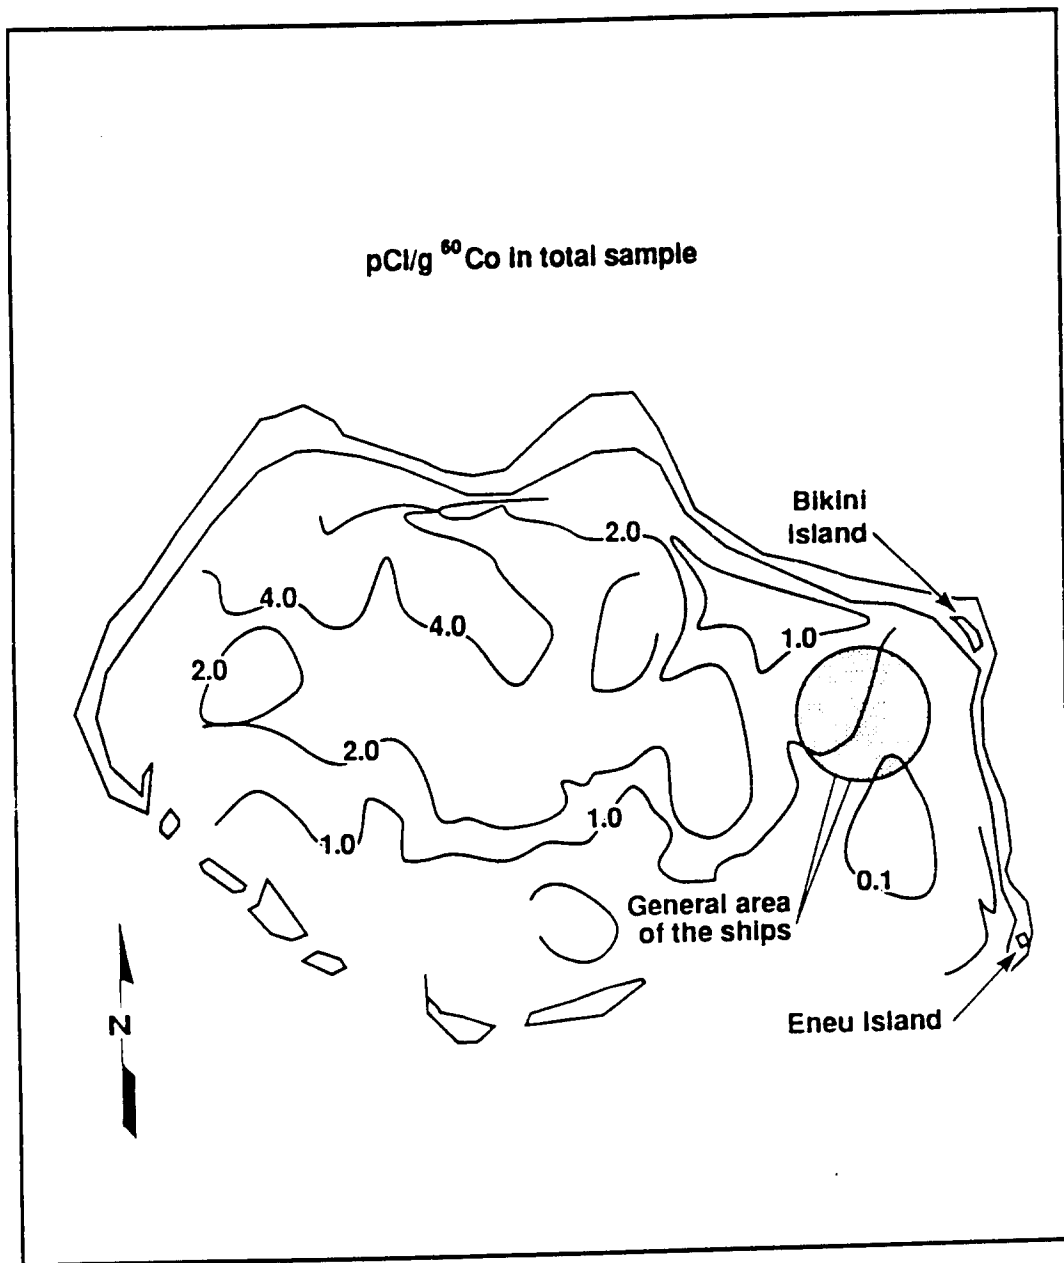 pCi/g ⁶⁰Co in total sample
Bikini
Island
2.0
4.0
4.0
1.0
2.0
2.0
1.0
1.0
0.1
General area
of the ships
N
Eneu Island